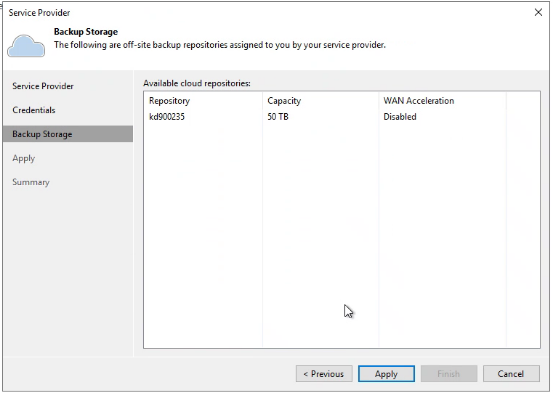 Service Provider
Backup Storage
The following are off-site backup repositories assigned to you by your service provider.
Service Provider
Credentials
Backup Storage
Apply
Summary
Available cloud repositories:
Repository Capacity WAN Acceleration
kd900235 50 TB Disabled
< Previous Apply Finish Cancel